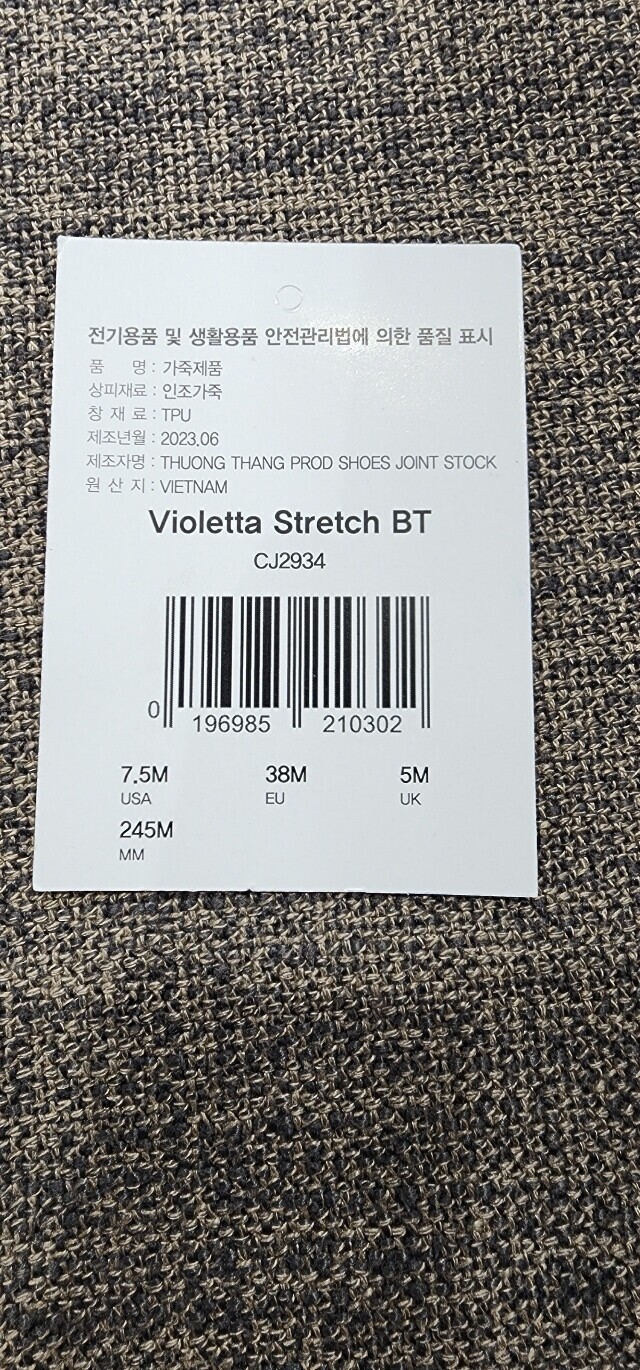 전기용품 및 생활용품 안전관리법에 의한 품질 표시
품 명 : 가죽제품
상피재료 : 인조가죽
창 재 료 : TPU
제조년월 : 2023.06
제조자명 : THUONG THANG PROD SHOES JOINT STOCK
원 산 지 : VIETNAM
Violetta Stretch BT
CJ2934
0 196985 210302
7.5M 38M 5M
USA EU UK
245M
MM